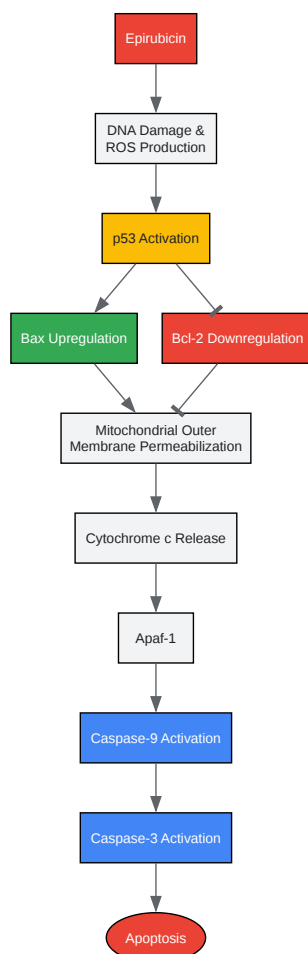 Epirubicin
DNA Damage &
ROS Production
p53 Activation
Bax Upregulation
Bcl-2 Downregulation
Mitochondrial Outer
Membrane Permeabilization
Cytochrome c Release
Apaf-1
Caspase-9 Activation
Caspase-3 Activation
Apoptosis